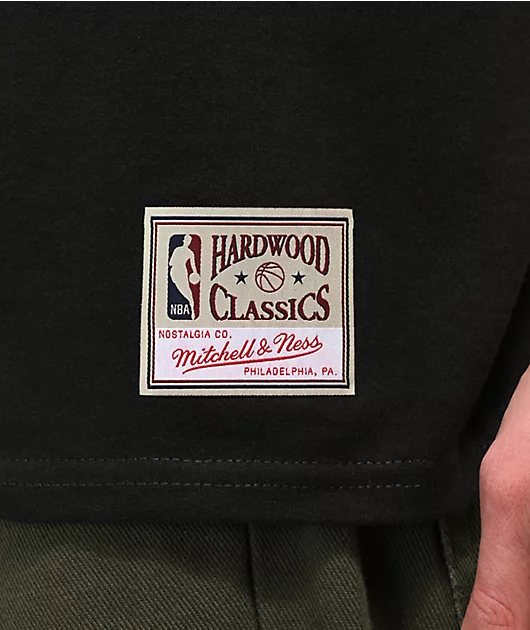 HARDWOOD
CLASSICS
NBA
NOSTALGIA CO.
Mitchell & Ness
PHILADELPHIA, PA.